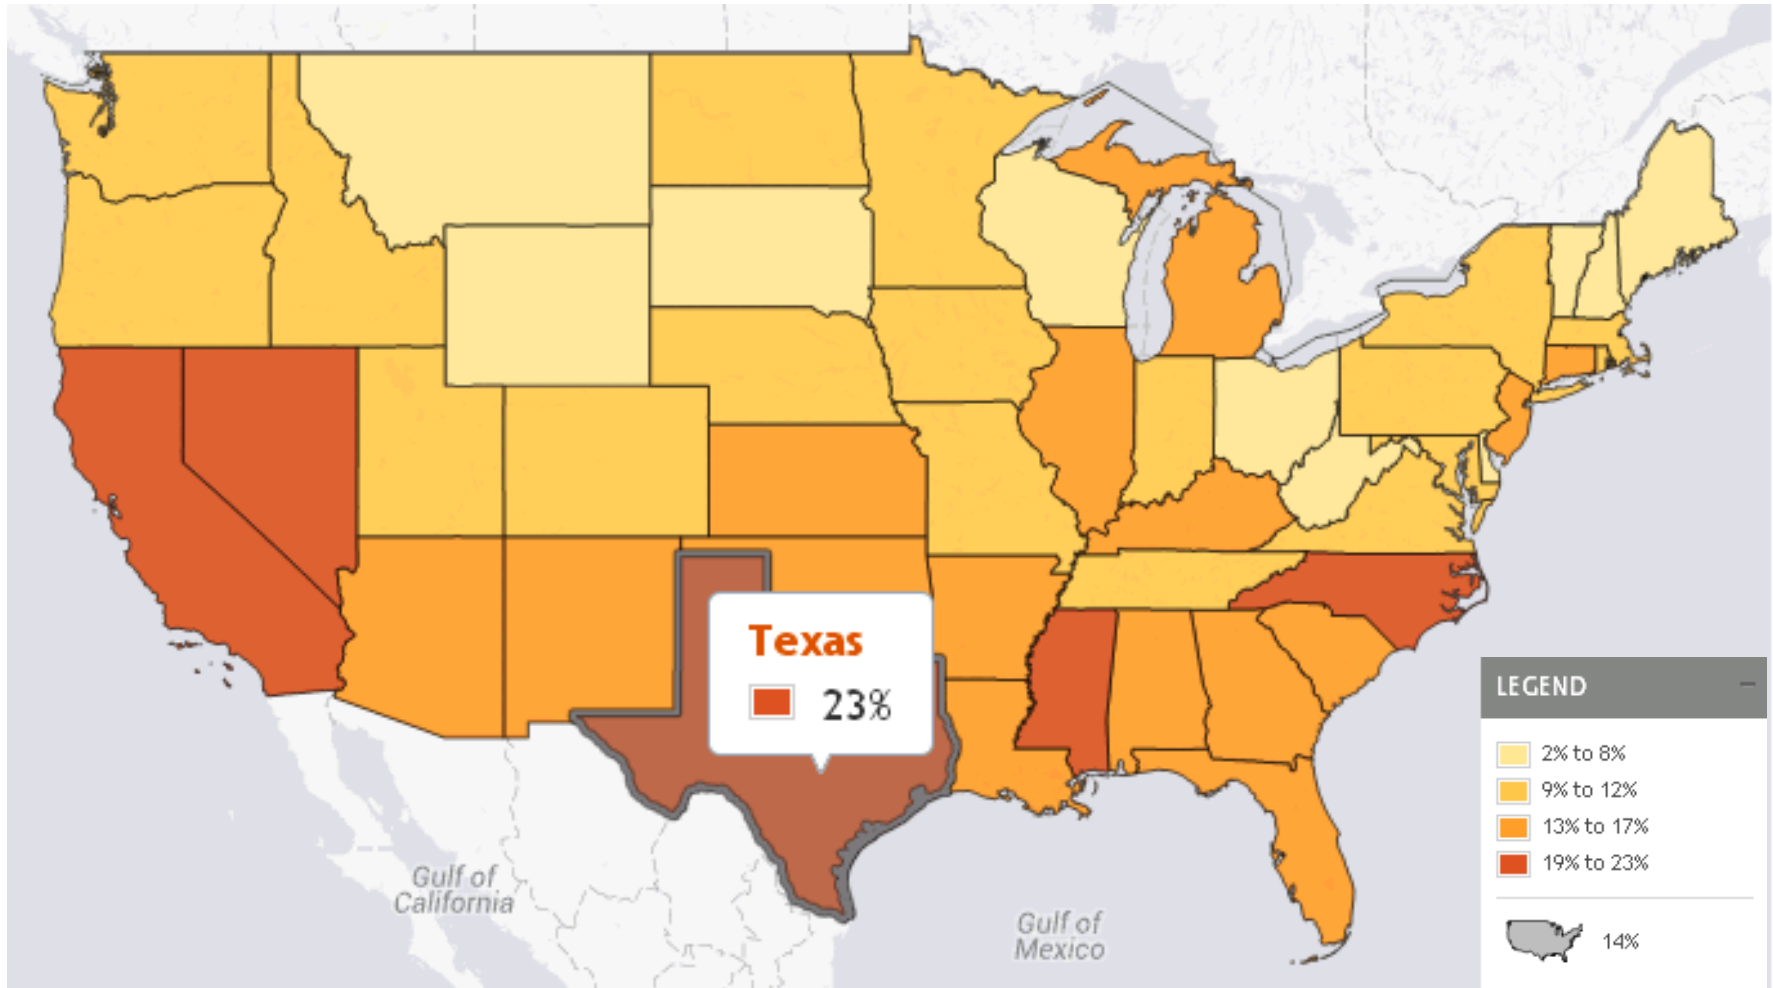 Texas
23%
LEGEND
2% to 8%
9% to 12%
13% to 17%
19% to 23%
14%
Gulf of
California
Gulf of
Mexico